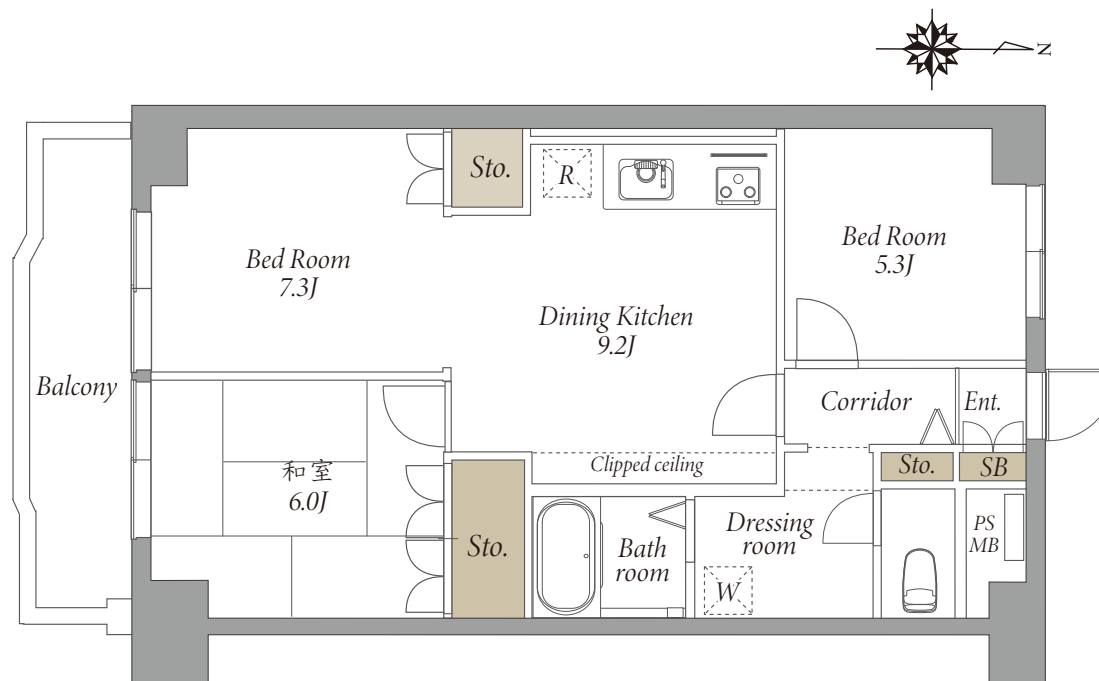 N
Sto.
R
Bed Room
7.3J
Bed Room
5.3J
Dining Kitchen
9.2J
Balcony
Corridor
Ent.
Clipped ceiling
和室
6.0J
Sto.
SB
Sto.
Bath
room
Dressing
room
PS
MB
W